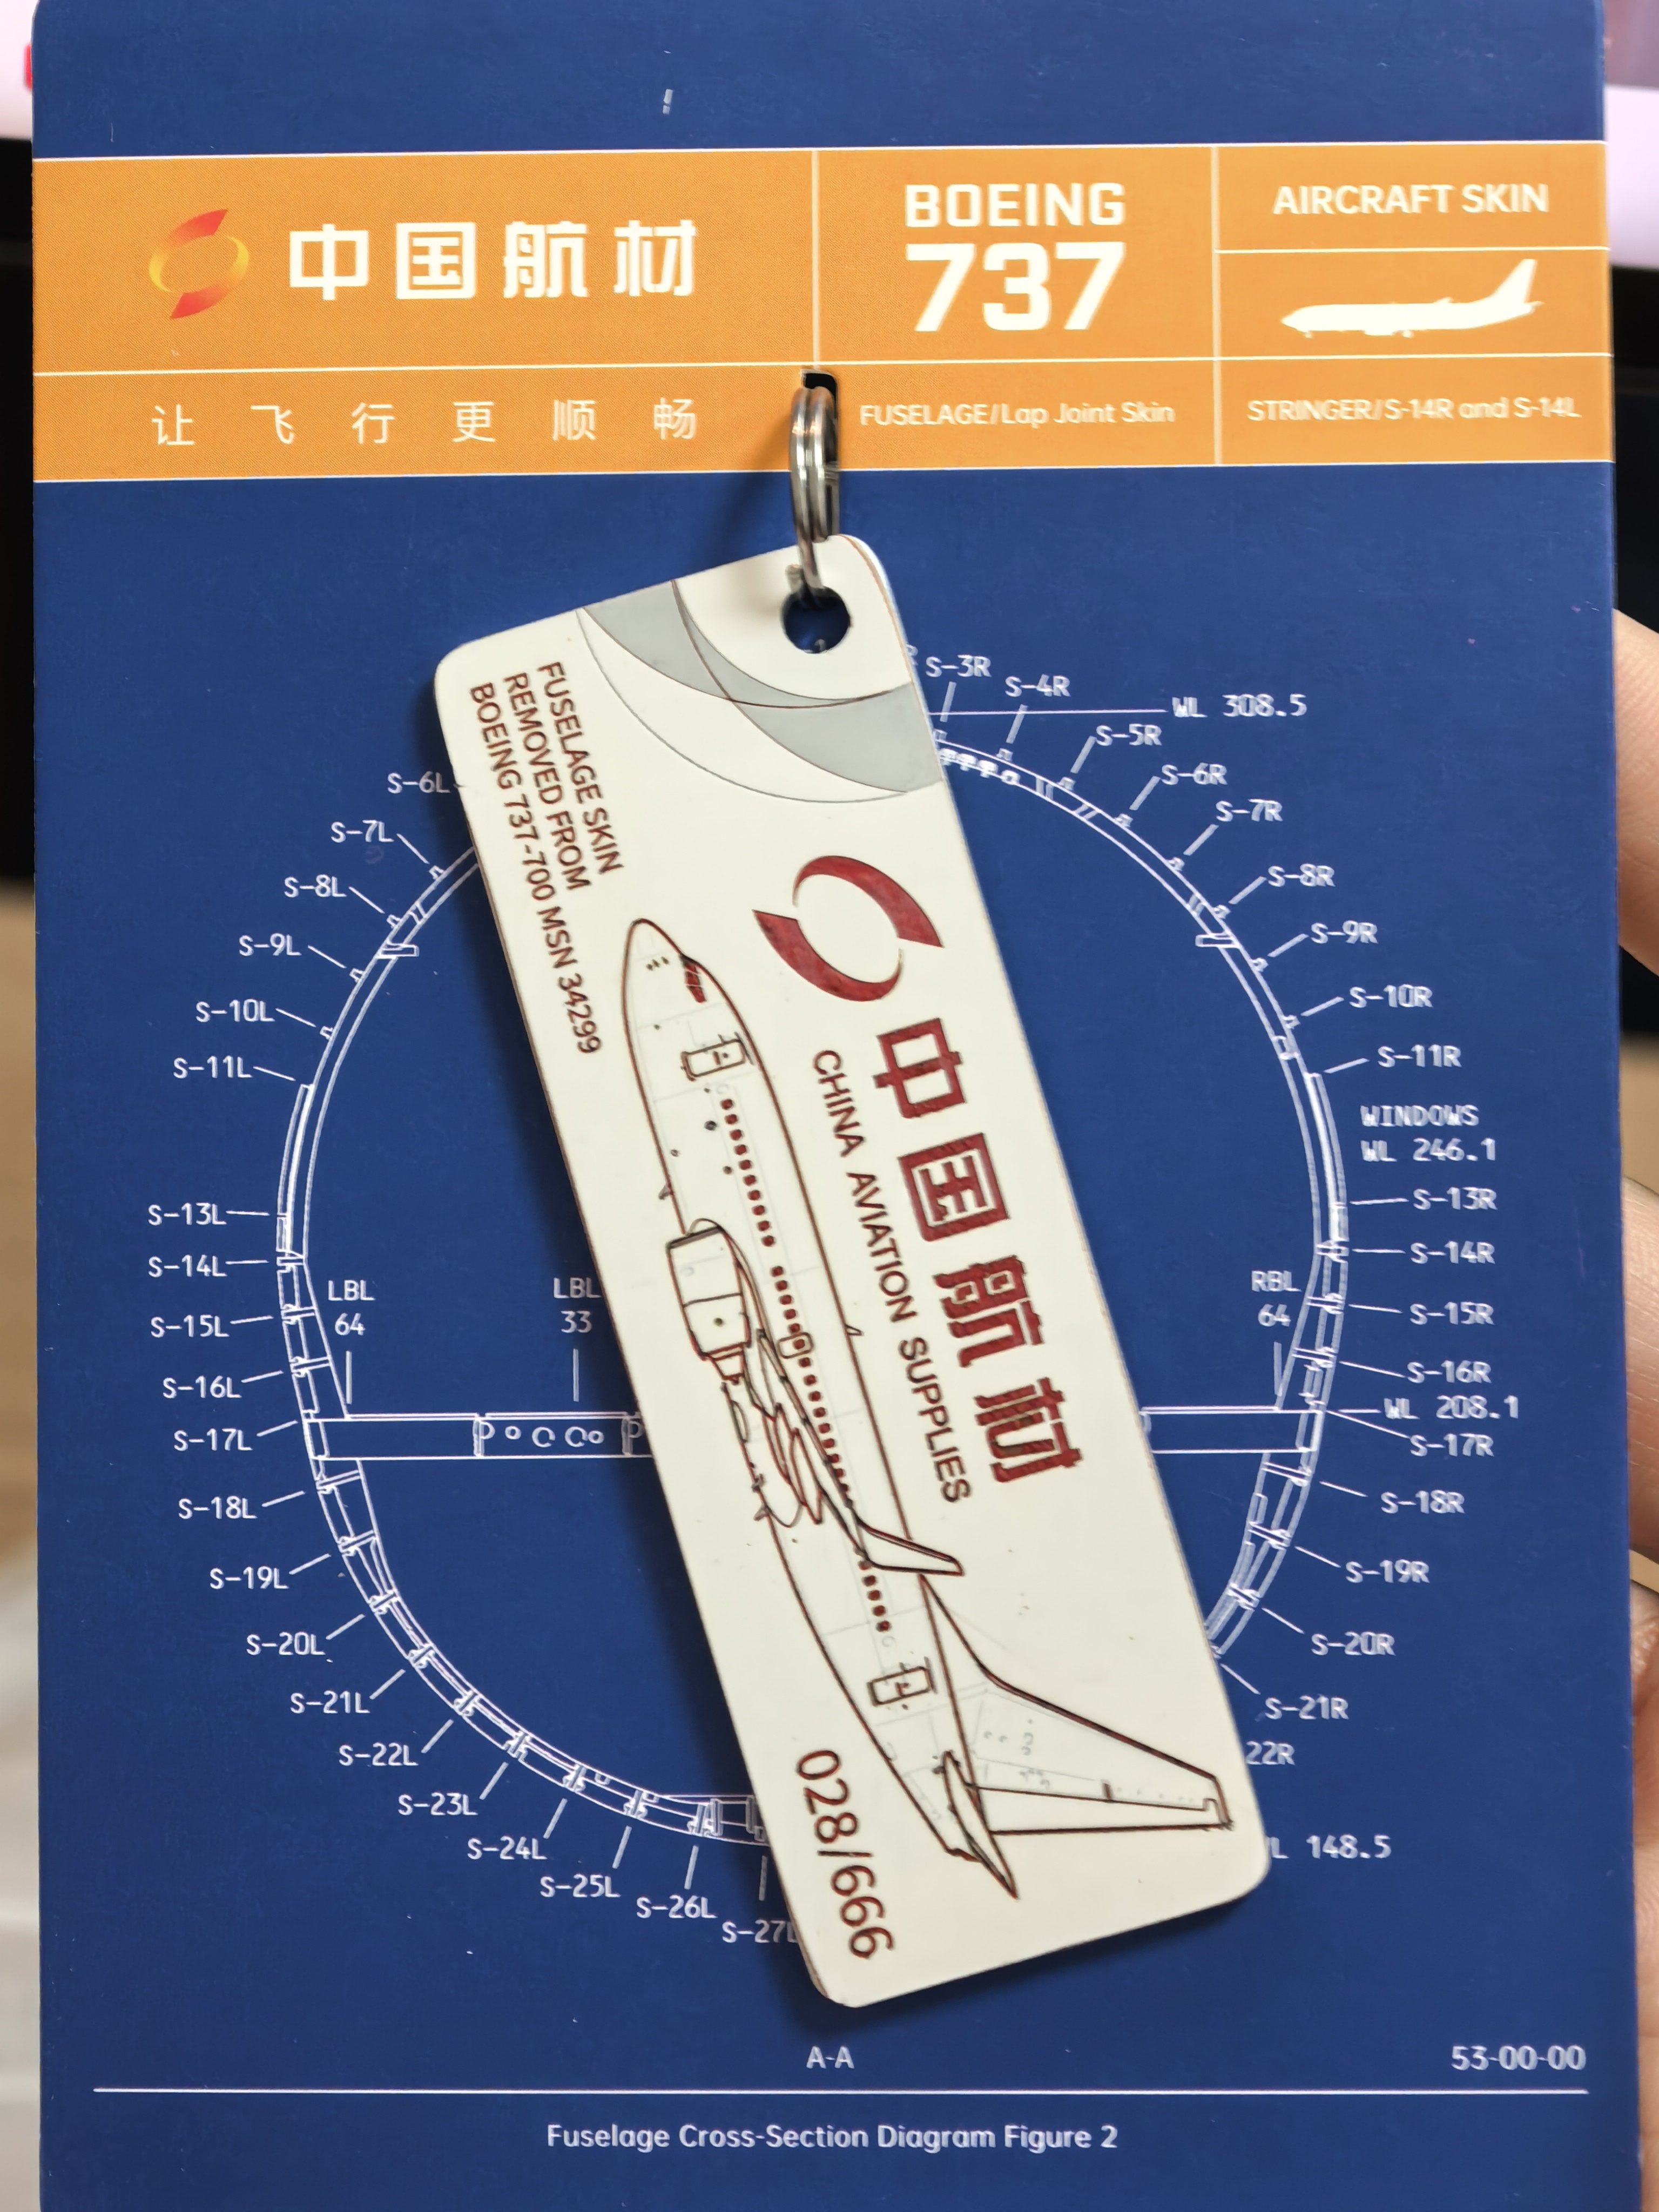 中国航材
BOEING
737
AIRCRAFT SKIN
让飞行更顺畅
FUSELAGE/Lap Joint Skin
STRINGER/S-14R and S-14L
FUSELAGE SKIN
REMOVED FROM
BOEING 737-700 MSN 34299
中国航材
CHINA AVIATION SUPPLIES
028/666
S-3R
S-4R
WL 308.5
S-5R
S-6R
S-7R
S-8R
S-9R
S-10R
S-11R
WINDOWS
WL 246.1
S-13R
S-14R
RBL
64
S-15R
S-16R
WL 208.1
S-17R
S-18R
S-19R
S-20R
S-21R
22R
148.5
S-6L
S-7L
S-8L
S-9L
S-10L
S-11L
S-13L
S-14L
LBL
64
LBL
33
S-15L
S-16L
S-17L
S-18L
S-19L
S-20L
S-21L
S-22L
S-23L
S-24L
S-25L
S-26L
S-27L
A-A
53-00-00
Fuselage Cross-Section Diagram Figure 2